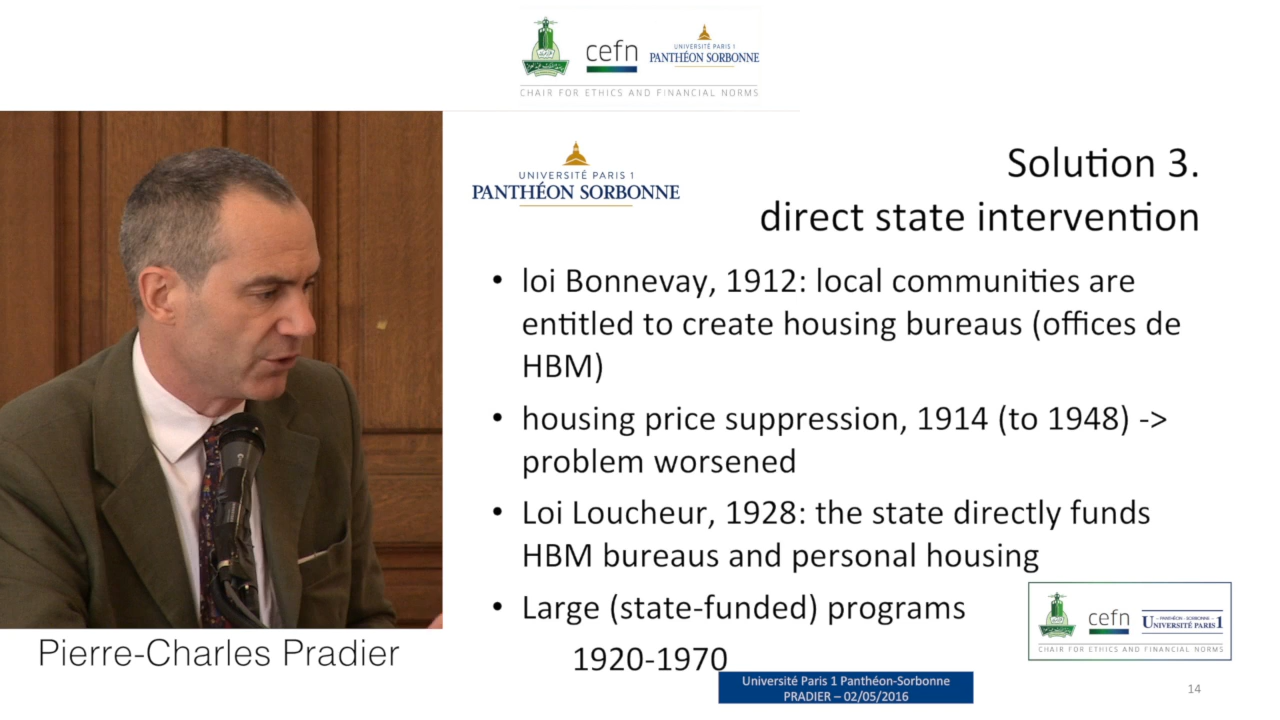 cefn
UNIVERSITÉ PARIS 1
PANTHÉON SORBONNE
CHAIR FOR ETHICS AND FINANCIAL NORMS
UNIVERSITÉ PARIS 1
PANTHÉON SORBONNE
Solution 3.
direct state intervention
• loi Bonnevay, 1912: local communities are
entitled to create housing bureaus (offices de
HBM)
• housing price suppression, 1914 (to 1948) ->
problem worsened
• Loi Loucheur, 1928: the state directly funds
HBM bureaus and personal housing
• Large (state-funded) programs
1920-1970
cefn
PANTHÉON - SORBONNE
UNIVERSITÉ PARIS 1
CHAIR FOR ETHICS AND FINANCIAL NORMS
Pierre-Charles Pradier
Université Paris 1 Panthéon-Sorbonne
PRADIER – 02/05/2016
14